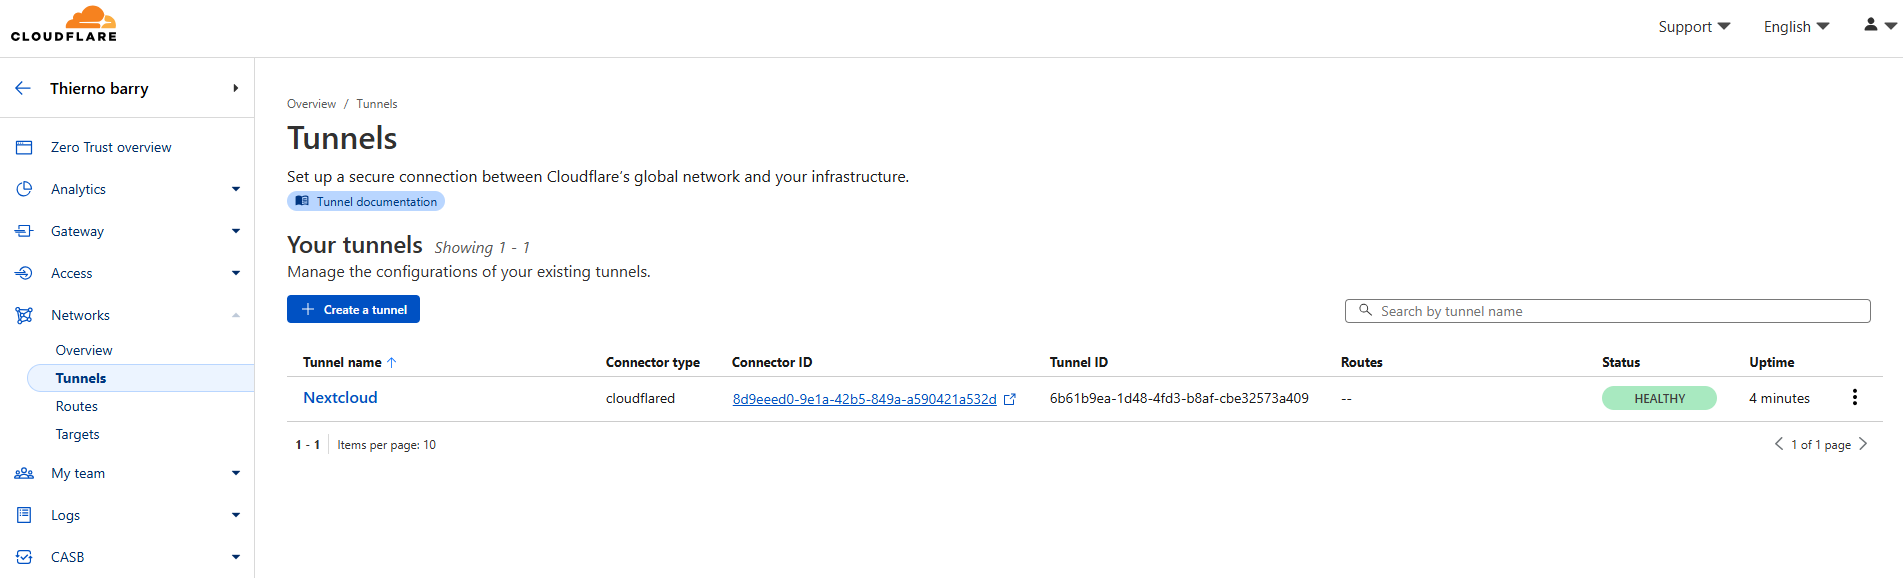 CLOUDFLARE
Support
English
Thierno barry
Zero Trust overview
Analytics
Gateway
Access
Networks
Overview
Tunnels
Routes
Targets
My team
Logs
CASB
Overview / Tunnels
Tunnels
Set up a secure connection between Cloudflare's global network and your infrastructure.
Tunnel documentation
Your tunnels Showing 1 - 1
Manage the configurations of your existing tunnels.
Create a tunnel
Search by tunnel name
Tunnel name Connector type Connector ID Tunnel ID Routes Status Uptime
Nextcloud cloudflared 8d9eeed0-9e1a-42b5-849a-a590421a532d 6b61b9ea-1d48-4fd3-b8af-cbe32573a409 -- HEALTHY 4 minutes
1 - 1 Items per page: 10 1 of 1 page